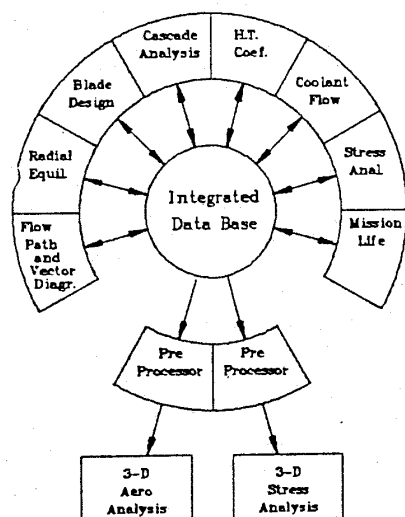 Cascade
Analysis
H.T.
Coef.
Blade
Design
Coolant
Flow
Radial
Equil
Stress
Anal
Integrated
Data Base
Flow
Path
and
Vector
Diagr.
Mission
Life
Pre
Processor
Pre
Processor
3-D
Aero
Analysis
3-D
Stress
Analysis